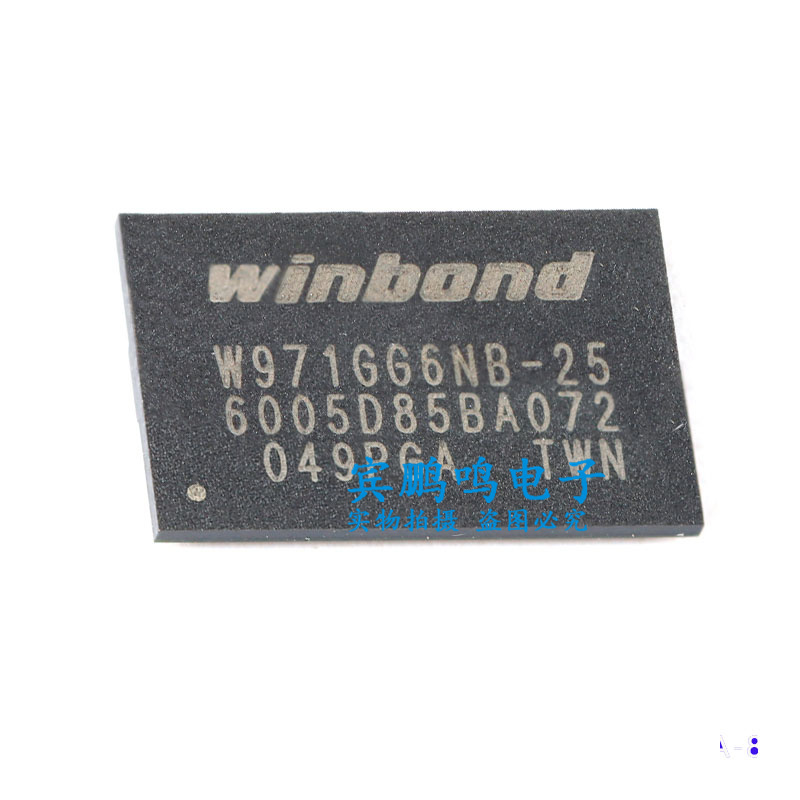 winbond
W971GG6NB-25
6005D85BA072
049PGA TWN
宾鹏鸣电子
实物拍摄 盗图必究